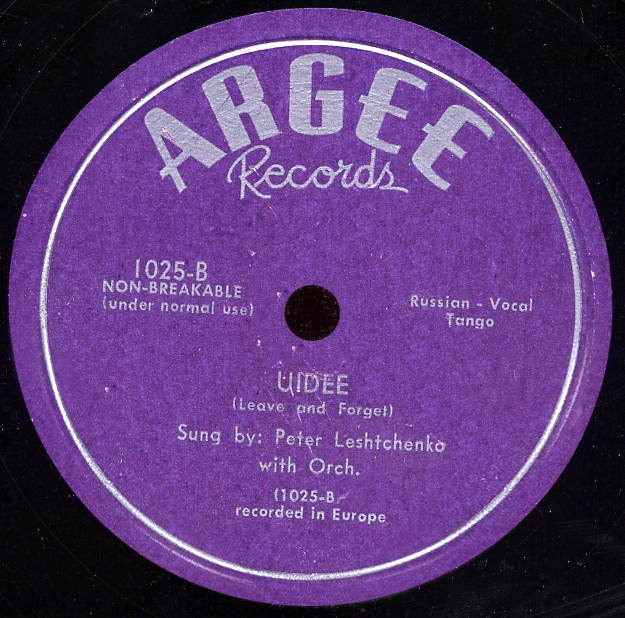 ARGEE
Records
1025-B
NON-BREAKABLE
(under normal use)
Russian - Vocal
Tango
UIDEE
(Leave and Forget)
Sung by: Peter Leshtchenko
with Orch.
(1025-B
recorded in Europe